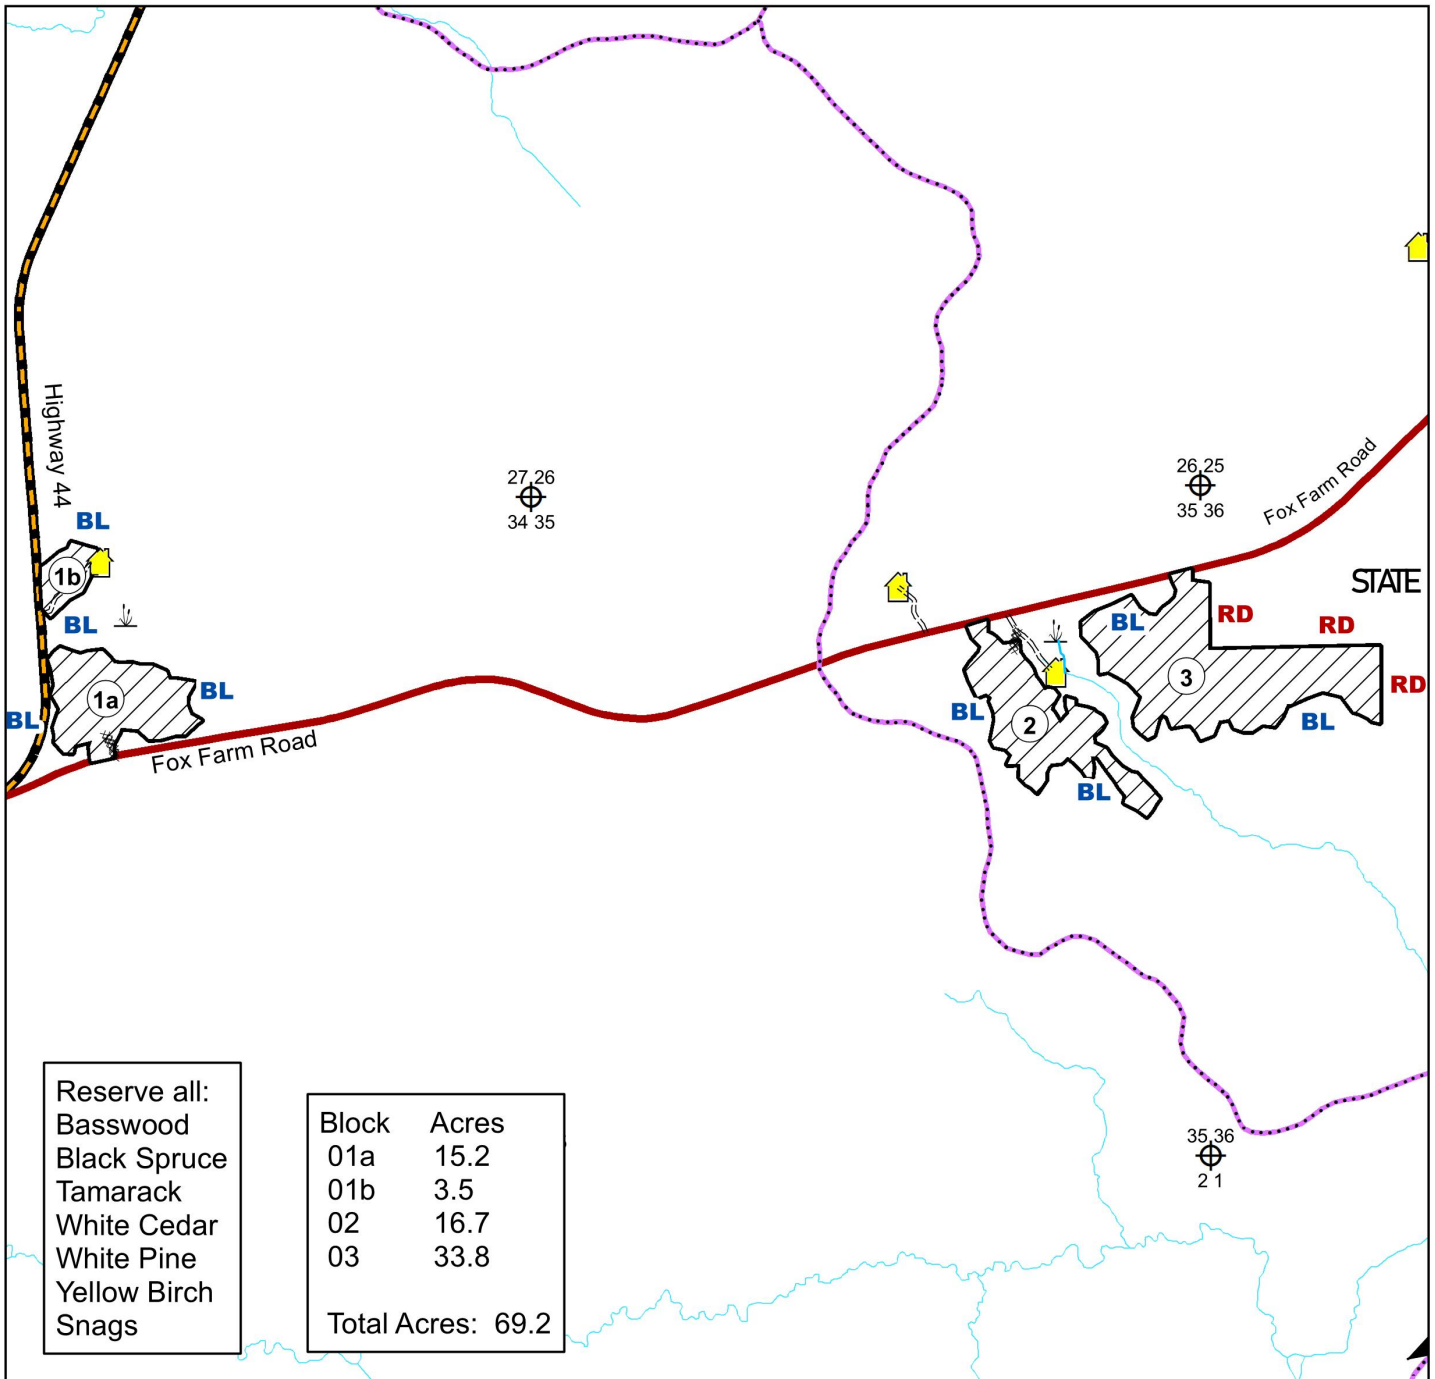 Highway 44
27 26
34 35
26 25
35 36
Fox Farm Road
STATE
BL
1b
BL
BL
RD
RD
BL
1a
BL
3
RD
BL
2
BL
Fox Farm Road
BL
35 36
2 1
Reserve all:
Basswood
Black Spruce
Tamarack
White Cedar
White Pine
Yellow Birch
Snags
Block Acres
01a 15.2
01b 3.5
02 16.7
03 33.8
Total Acres: 69.2